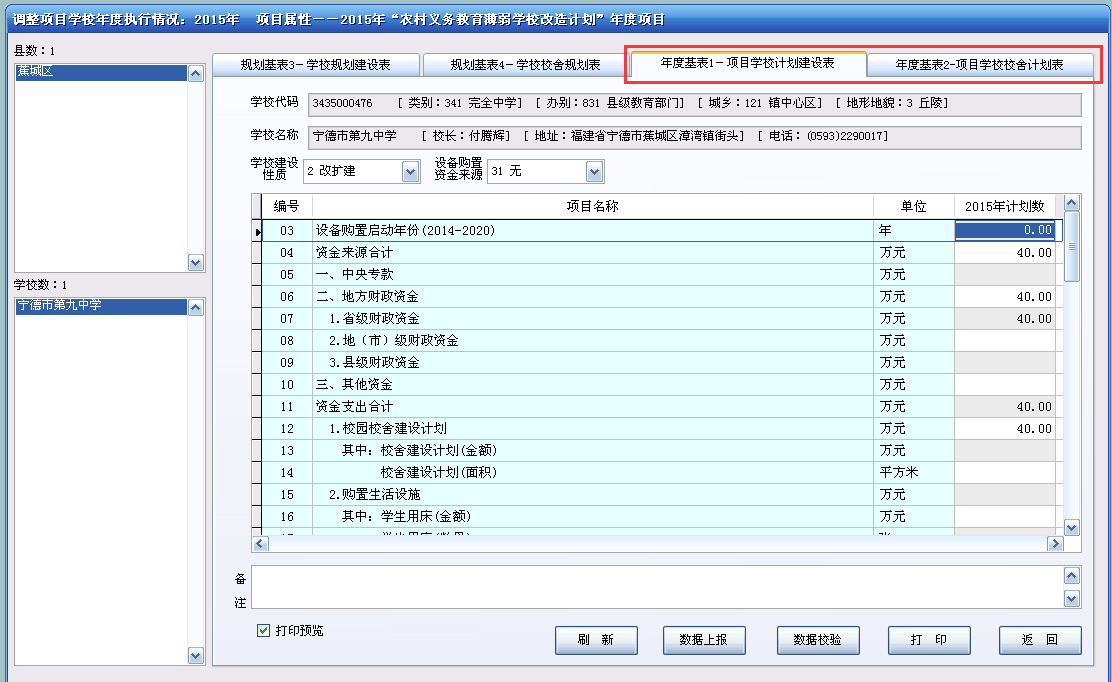 调整项目学校年度执行情况：2015年　项目属性——2015年“农村义务教育薄弱学校改造计划”年度项目
县数：1
蕉城区
学校数：1
宁德市第九中学
规划基表3-学校规划建设表
规划基表4-学校校舍规划表
年度基表1-项目学校计划建设表
年度基表2-项目学校校舍计划表
学校代码 3435000476 [ 类别：341 完全中学] [ 办别：831 县级教育部门] [ 城乡：121 镇中心区] [ 地形地貌：3 丘陵]
学校名称 宁德市第九中学 [ 校长：付腾辉] [ 地址：福建省宁德市蕉城区漳湾镇街头] [ 电话：(0593)2290017]
学校建设性质 2 改扩建 设备购置资金来源 31 无
编号 项目名称 单位 2015年计划数
03 设备购置启动年份(2014-2020) 年 0.00
04 资金来源合计 万元 40.00
05 一、中央专款 万元
06 二、地方财政资金 万元 40.00
07 1.省级财政资金 万元 40.00
08 2.地（市）级财政资金 万元
09 3.县级财政资金 万元
10 三、其他资金 万元
11 资金支出合计 万元 40.00
12 1.校园校舍建设计划 万元 40.00
13 其中：校舍建设计划(金额) 万元
14 校舍建设计划(面积) 平方米
15 2.购置生活设施 万元
16 其中：学生用床(金额) 万元
备注
打印预览
刷 新
数据上报
数据校验
打 印
返 回